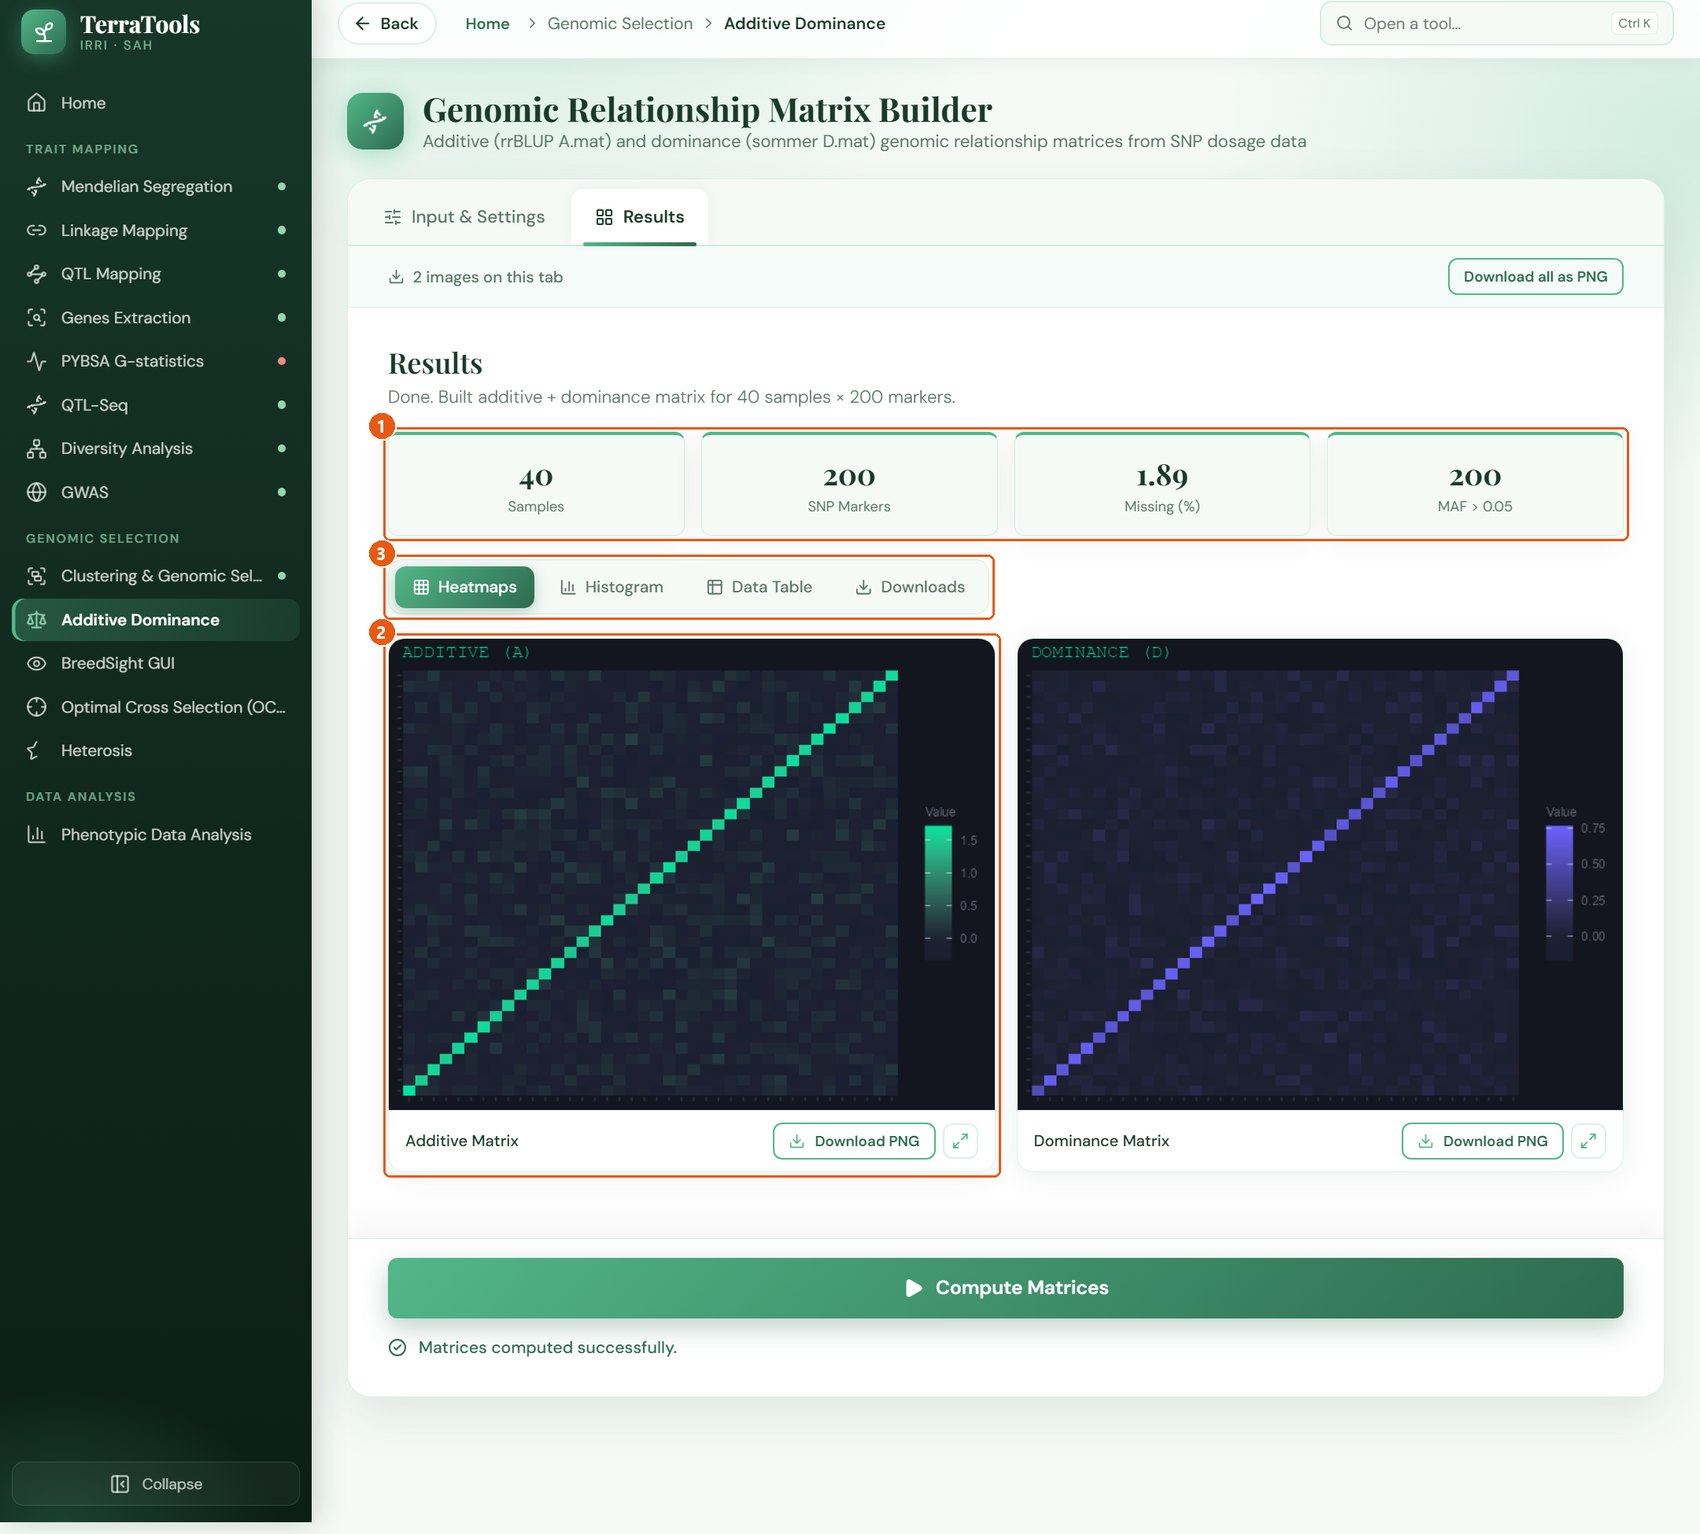 TerraTools
IRRI · SAH
Home
TRAIT MAPPING
Mendelian Segregation
Linkage Mapping
QTL Mapping
Genes Extraction
PYBSA G-statistics
QTL-Seq
Diversity Analysis
GWAS
GENOMIC SELECTION
Clustering & Genomic Sel...
Additive Dominance
BreedSight GUI
Optimal Cross Selection (OC...
Heterosis
DATA ANALYSIS
Phenotypic Data Analysis
Collapse
Back
Home > Genomic Selection > Additive Dominance
Open a tool...
Ctrl K
Genomic Relationship Matrix Builder
Additive (rrBLUP A.mat) and dominance (sommer D.mat) genomic relationship matrices from SNP dosage data
Input & Settings
Results
2 images on this tab
Download all as PNG
Results
Done. Built additive + dominance matrix for 40 samples × 200 markers.
1
40
Samples
200
SNP Markers
1.89
Missing (%)
200
MAF > 0.05
3
Heatmaps
Histogram
Data Table
Downloads
2
ADDITIVE (A)
Value
1.5
1.0
0.5
0.0
Additive Matrix
Download PNG
DOMINANCE (D)
Value
0.75
0.50
0.25
0.00
Dominance Matrix
Download PNG
Compute Matrices
Matrices computed successfully.